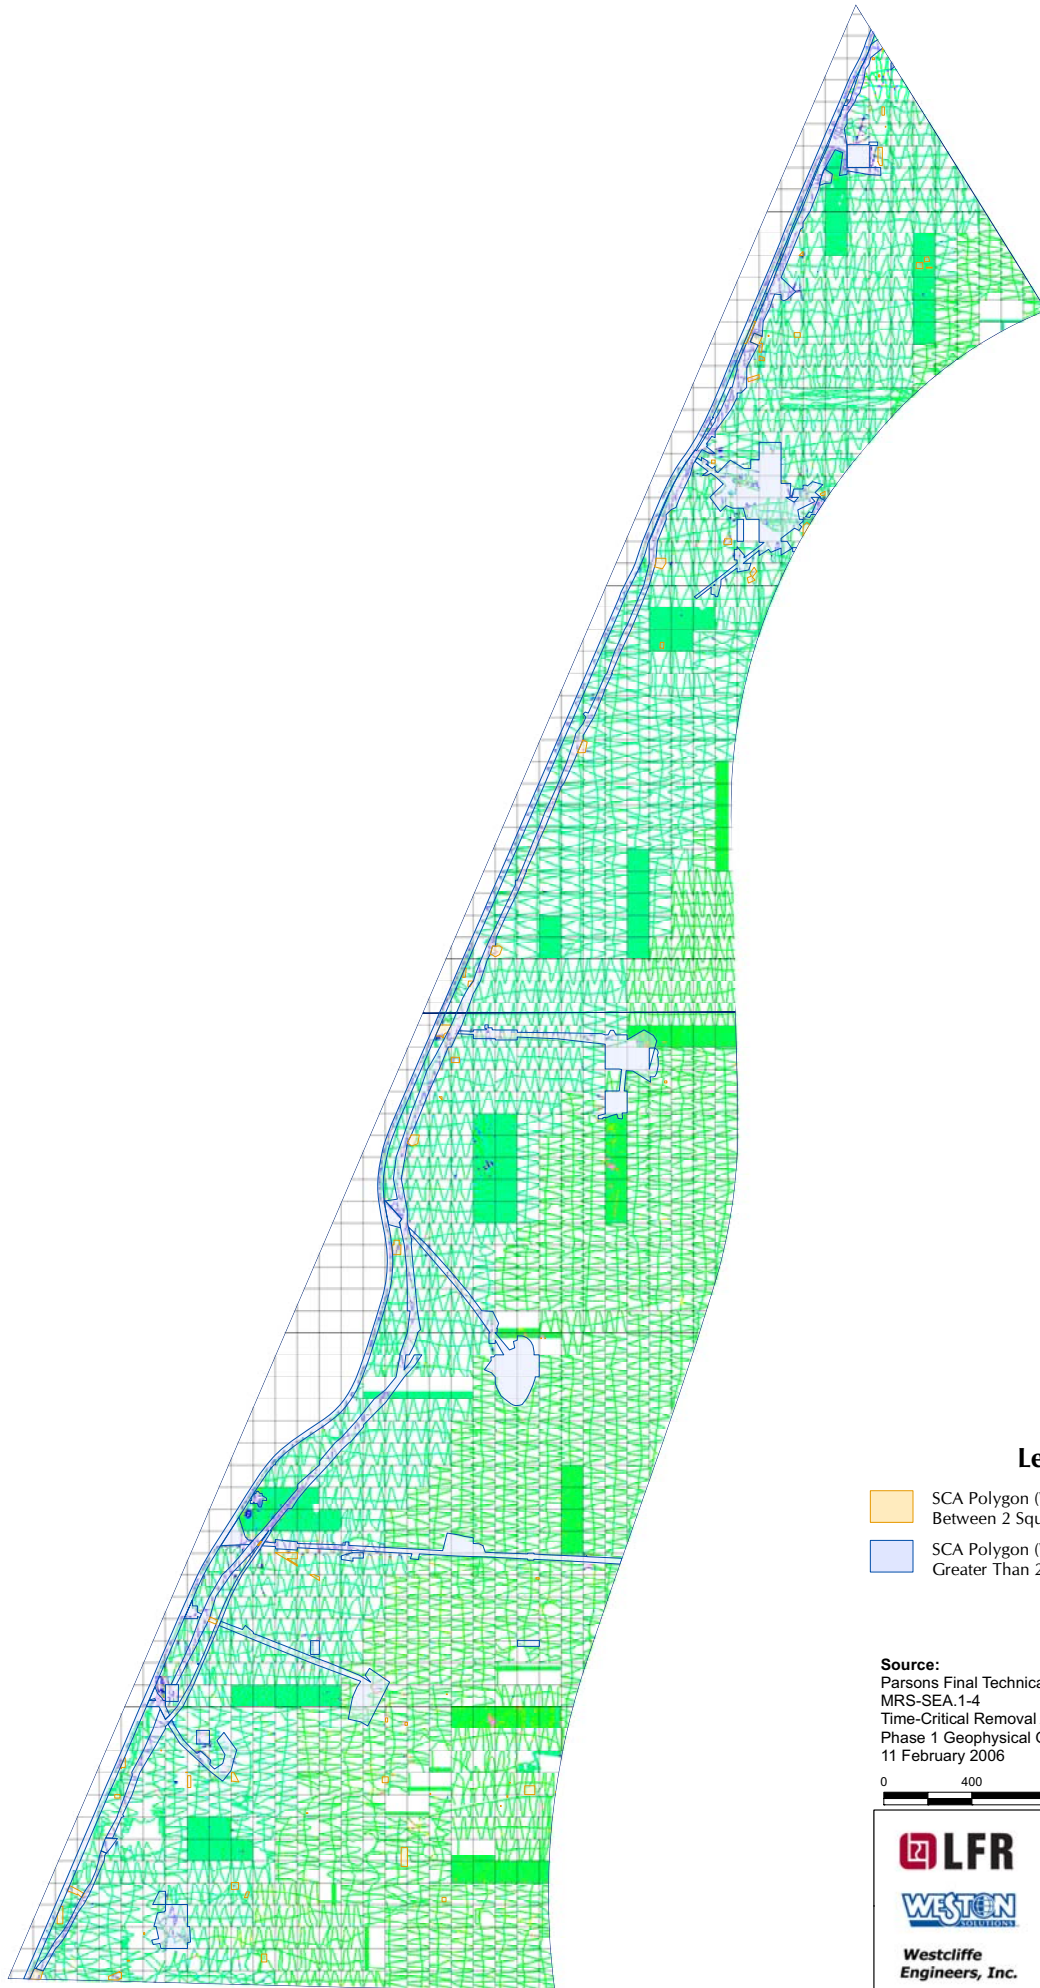 Le
SCA Polygon (
Between 2 Squ
SCA Polygon (
Greater Than 2
Source:
Parsons Final Technica
MRS-SEA.1-4
Time-Critical Removal
Phase 1 Geophysical
11 February 2006
0 400
LFR
WESTON
SOLUTIONS
Westcliffe
Engineers, Inc.